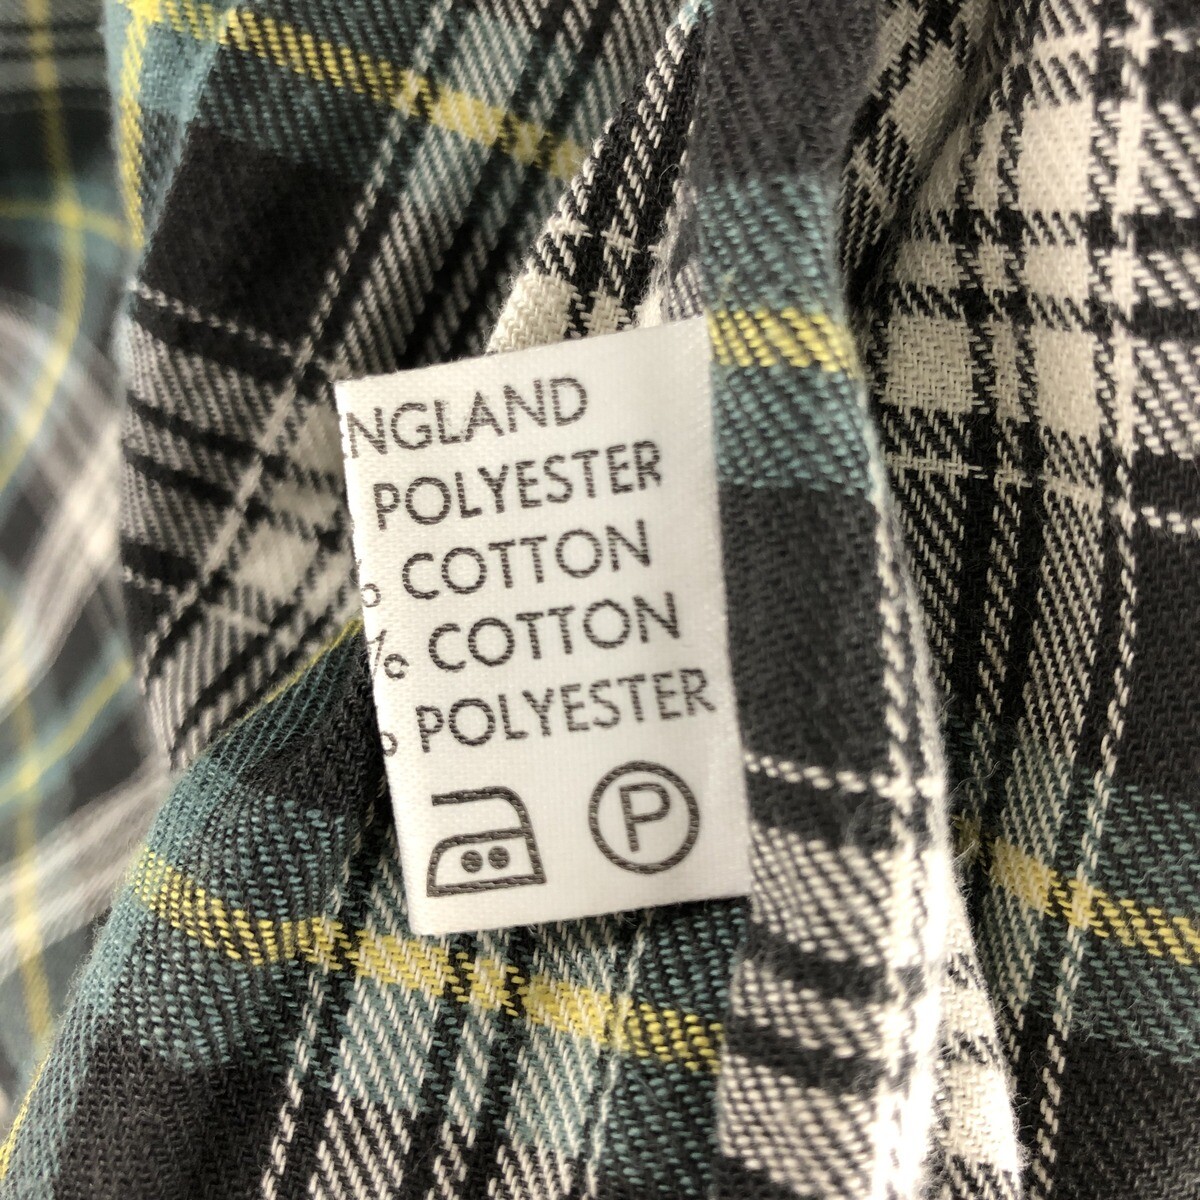 NGLAND
POLYESTER
% COTTON
% COTTON
% POLYESTER
P